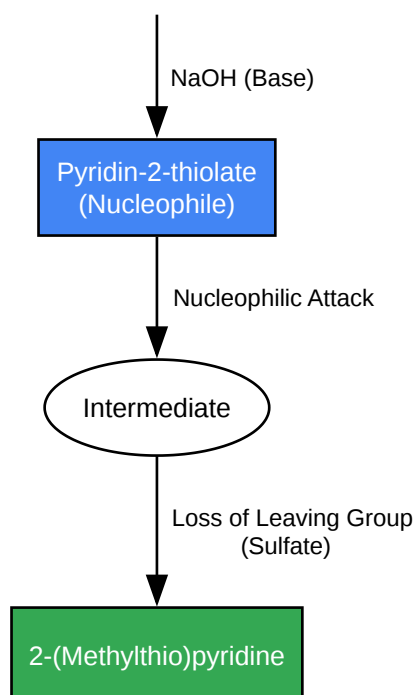 NaOH (Base)
Pyridin-2-thiolate
(Nucleophile)
Nucleophilic Attack
Intermediate
Loss of Leaving Group
(Sulfate)
2-(Methylthio)pyridine